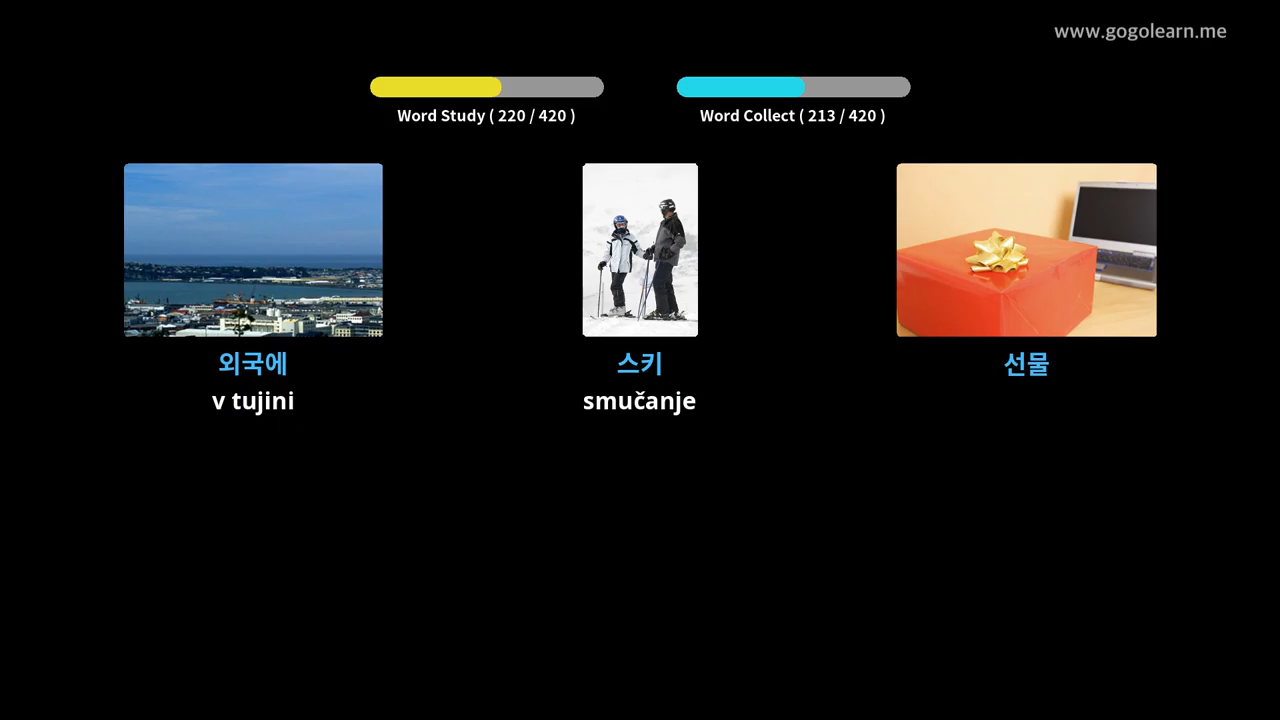 www.gogolearn.me
Word Study ( 220 / 420 )
Word Collect ( 213 / 420 )
외국에
스키
선물
v tujini
smučanje